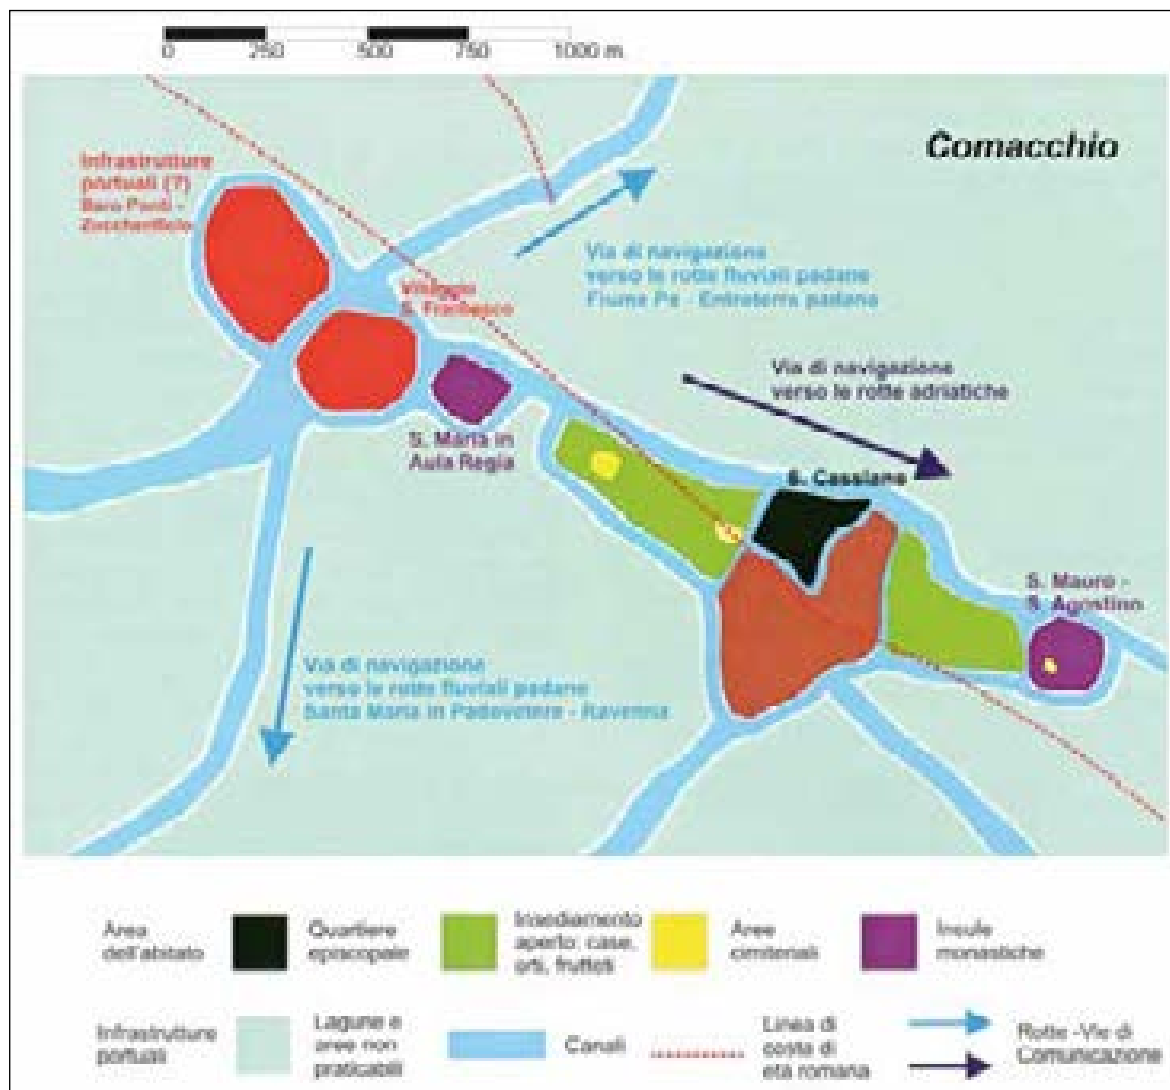 0 250 500 750 1000 m.
Comacchio
Infrastrutture
portuali (?)
Baro Ponti -
Zuccherificio
Via di navigazione
verso le rotte fluviali padane
Fiume Po - Entroterra padano
Villaggio
S. Francesco
Via di navigazione
verso le rotte adriatiche
S. Maria in
Aula Regia
S. Cassiano
S. Mauro -
S. Agostino
Via di navigazione
verso le rotte fluviali padane
Santa Maria in Padovetere - Ravenna
Area
dell'abitato
Quartiere
episcopale
Insediamento
aperto: case,
orti, frutteti
Aree
cimiteriali
Insule
monastiche
Infrastrutture
portuali
Lagune e
aree non
praticabili
Canali
Linea di
costa di
età romana
Rotte -Vie di
Comunicazione